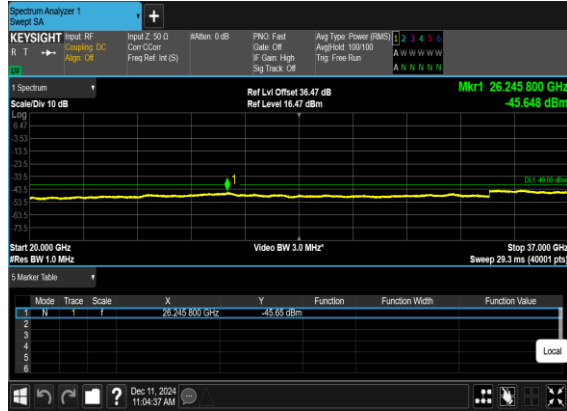 Spectrum Analyzer 1
Swept SA
+
KEYSIGHT Input: RF Input Z: 50 Ω #Atten: 0 dB PNO: Fast Avg Type: Power (RMS) 1 2 3 4 5 6
R T Coupling: DC Corr CCorr Gate: Off Avg|Hold: 100/100 A W W W W W
Align: Off Freq Ref: Int (S) IF Gain: High Trig: Free Run
Sig Track: Off A N N N N N
LV
1 Spectrum Ref Lvl Offset 36.47 dB Mkr1 26.245 800 GHz
Scale/Div 10 dB Ref Level 16.47 dBm -45.648 dBm
Log
6.47
-3.53
-13.5
-23.5
-33.5 1 DL1 -40.00 dBm
-43.5
-53.5
-63.5
-73.5
Start 20.000 GHz Video BW 3.0 MHz* Stop 37.000 GHz
#Res BW 1.0 MHz Sweep 29.3 ms (40001 pts)
5 Marker Table
Mode Trace Scale X Y Function Function Width Function Value
1 N 1 f 26.245 800 GHz -45.65 dBm
2
3
4
5
6
Local
? Dec 11, 2024
11:04:37 AM